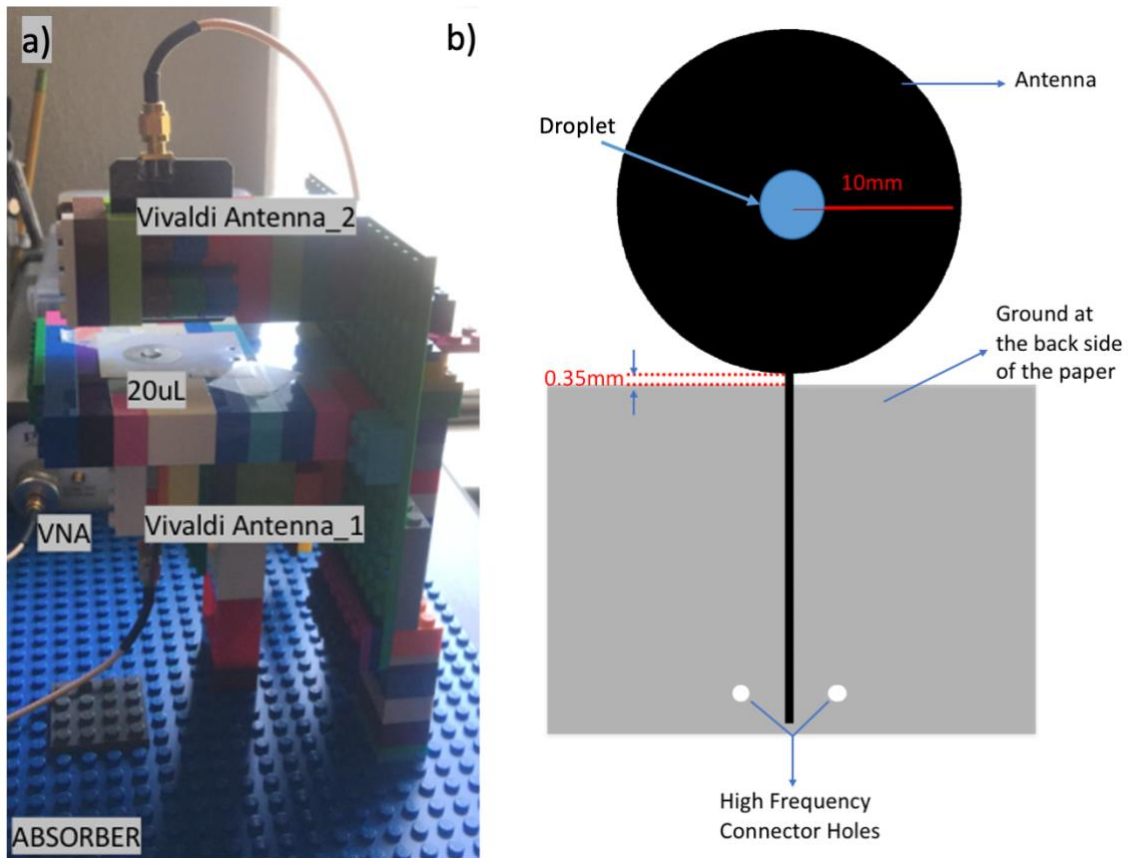 a)
Vivaldi Antenna_2
20uL
VNA
Vivaldi Antenna_1
ABSORBER
b)
Antenna
Droplet
10mm
Ground at
the back side
of the paper
0.35mm
High Frequency
Connector Holes